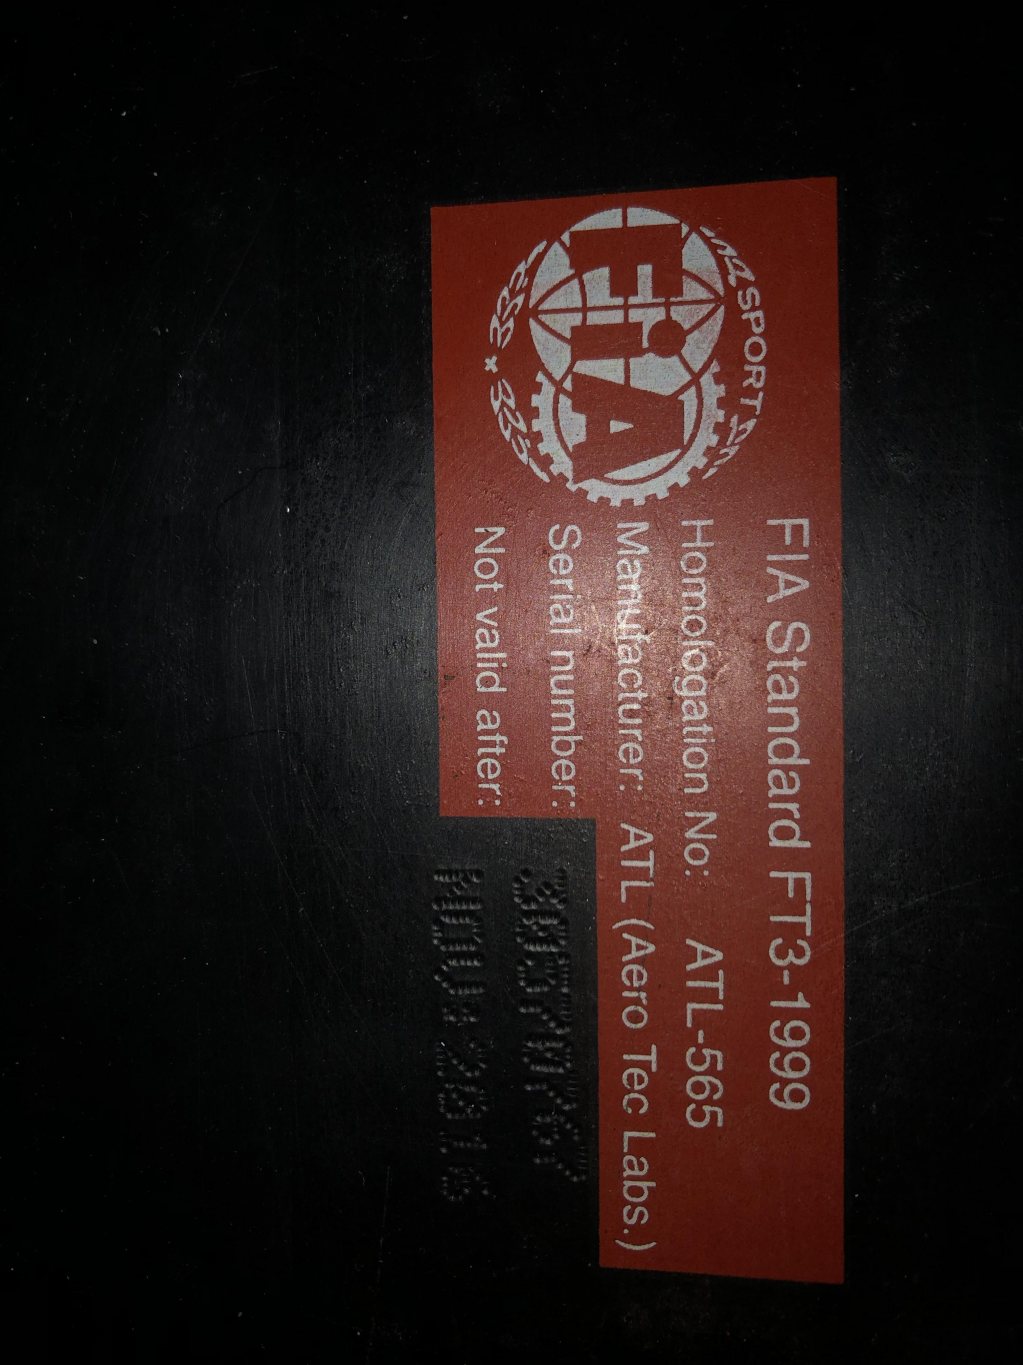 SPORT
FIA
FIA Standard FT3-1999
Homologation No: ATL-565
Manufacturer: ATL (Aero Tec Labs.)
Serial number:
Not valid after: